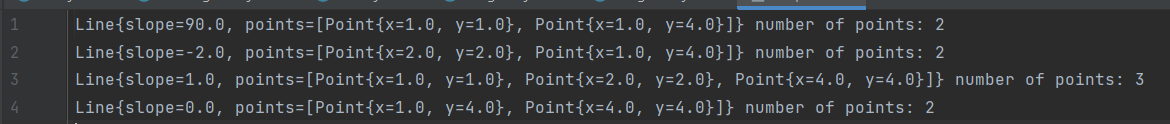 1 Line{slope=90.0, points=[Point{x=1.0, y=1.0}, Point{x=1.0, y=4.0}]} number of points: 2
2 Line{slope=-2.0, points=[Point{x=2.0, y=2.0}, Point{x=1.0, y=4.0}]} number of points: 2
3 Line{slope=1.0, points=[Point{x=1.0, y=1.0}, Point{x=2.0, y=2.0}, Point{x=4.0, y=4.0}]} number of points: 3
4 Line{slope=0.0, points=[Point{x=1.0, y=4.0}, Point{x=4.0, y=4.0}]} number of points: 2